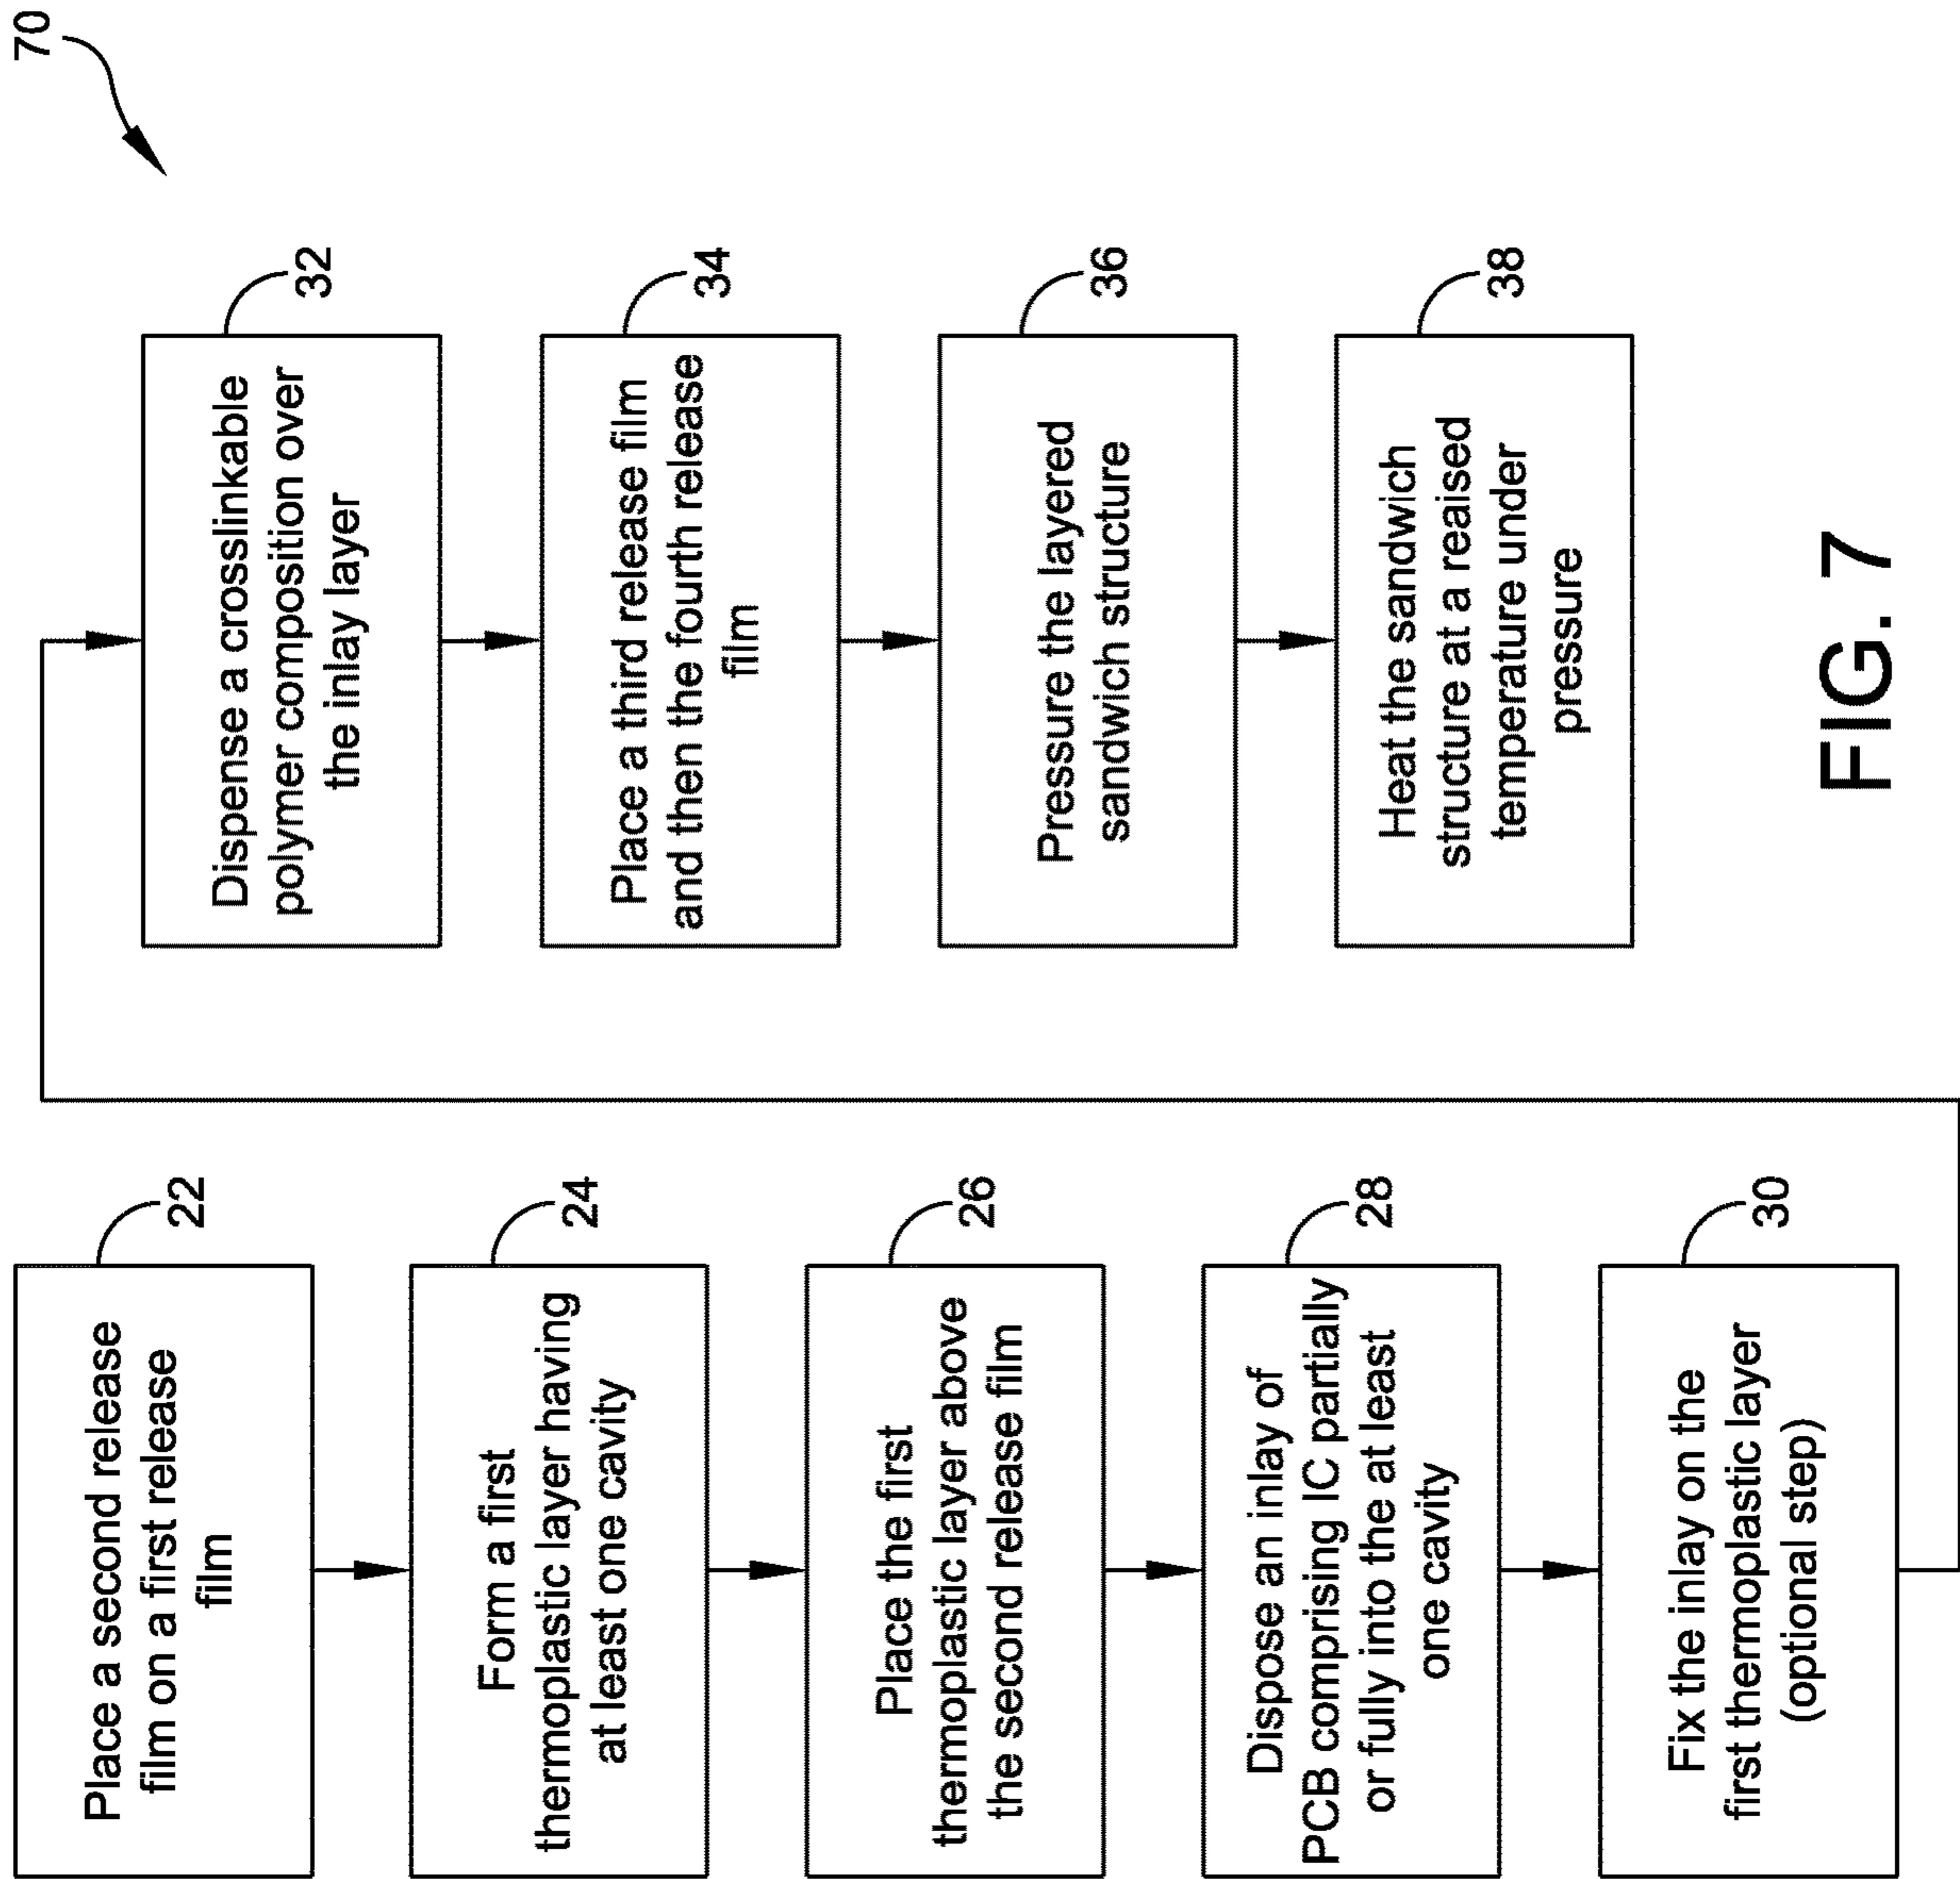 70
Place a second release
film on a first release
film
22
Form a first
thermoplastic layer having
at least one cavity
24
Place the first
thermoplastic layer above
the second release film
26
Dispose an inlay of
PCB comprising IC partially
or fully into the at least
one cavity
28
Fix the inlay on the
first thermoplastic layer
(optional step)
30
Dispense a crosslinkable
polymer composition over
the inlay layer
32
Place a third release film
and then the fourth release
film
34
Pressure the layered
sandwich structure
36
Heat the sandwich
structure at a reaised
temperature under
pressure
38
FIG. 7